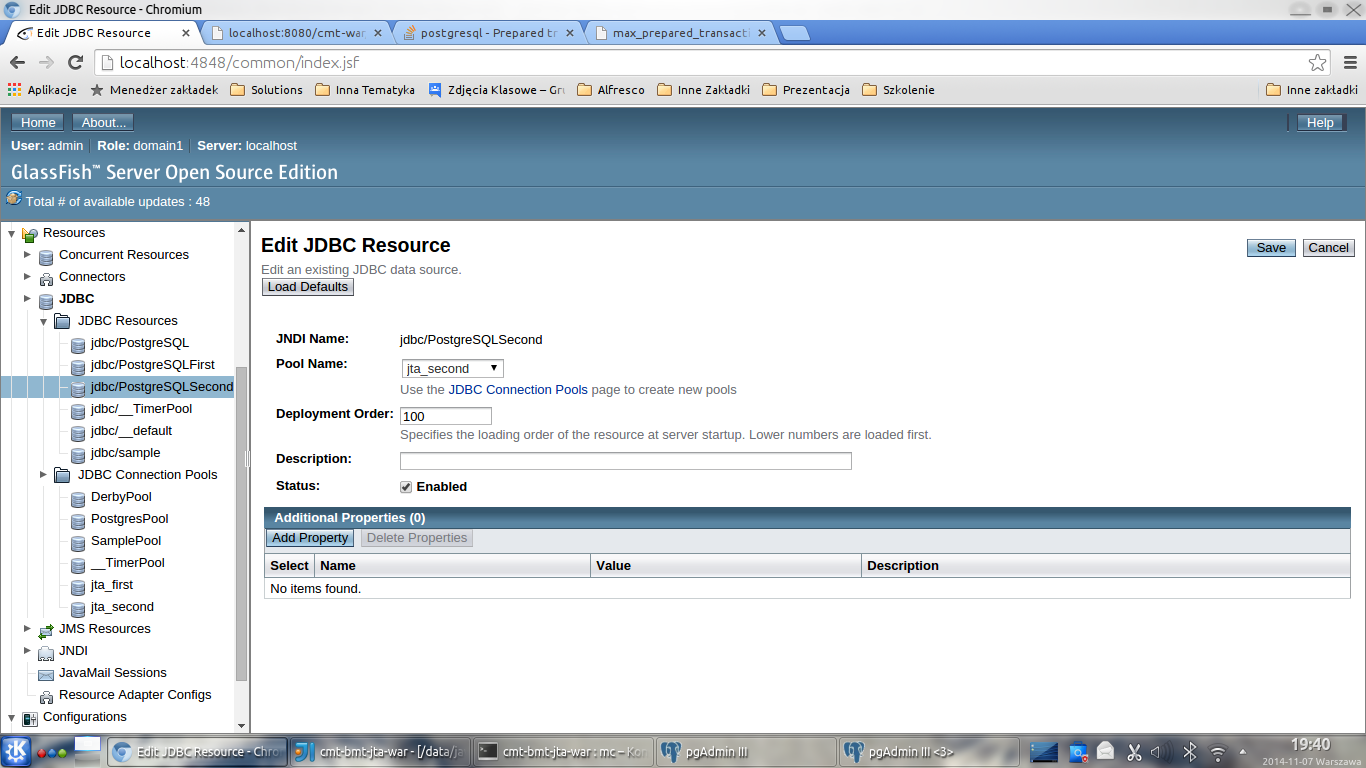 Edit JDBC Resource - Chromium
Edit JDBC Resource
localhost:8080/cmt-war
postgresql - Prepared tr
max_prepared_transacti
localhost:4848/common/index.jsf
Aplikacje
Menedżer zakładek
Solutions
Inna Tematyka
Zdjęcia Klasowe – Gru
Alfresco
Inne Zakładki
Prezentacja
Szkolenie
Inne zakładki
Home
About...
Help
User: admin
Role: domain1
Server: localhost
GlassFish™ Server Open Source Edition
Total # of available updates : 48
Resources
Concurrent Resources
Connectors
JDBC
JDBC Resources
jdbc/PostgreSQL
jdbc/PostgreSQLFirst
jdbc/PostgreSQLSecond
jdbc/__TimerPool
jdbc/__default
jdbc/sample
JDBC Connection Pools
DerbyPool
PostgresPool
SamplePool
__TimerPool
jta_first
jta_second
JMS Resources
JNDI
JavaMail Sessions
Resource Adapter Configs
Configurations
Edit JDBC Resource
Save
Cancel
Edit an existing JDBC data source.
Load Defaults
JNDI Name: jdbc/PostgreSQLSecond
Pool Name: jta_second
Use the JDBC Connection Pools page to create new pools
Deployment Order: 100
Specifies the loading order of the resource at server startup. Lower numbers are loaded first.
Description:
Status: Enabled
Additional Properties (0)
Add Property
Delete Properties
Select Name Value Description
No items found.
Edit JDBC Resource - Chro
cmt-bmt-jta-war - [/data/ja
cmt-bmt-jta-war : mc – Kor
pgAdmin III
pgAdmin III <3>
19:40
2014-11-07 Warszawa